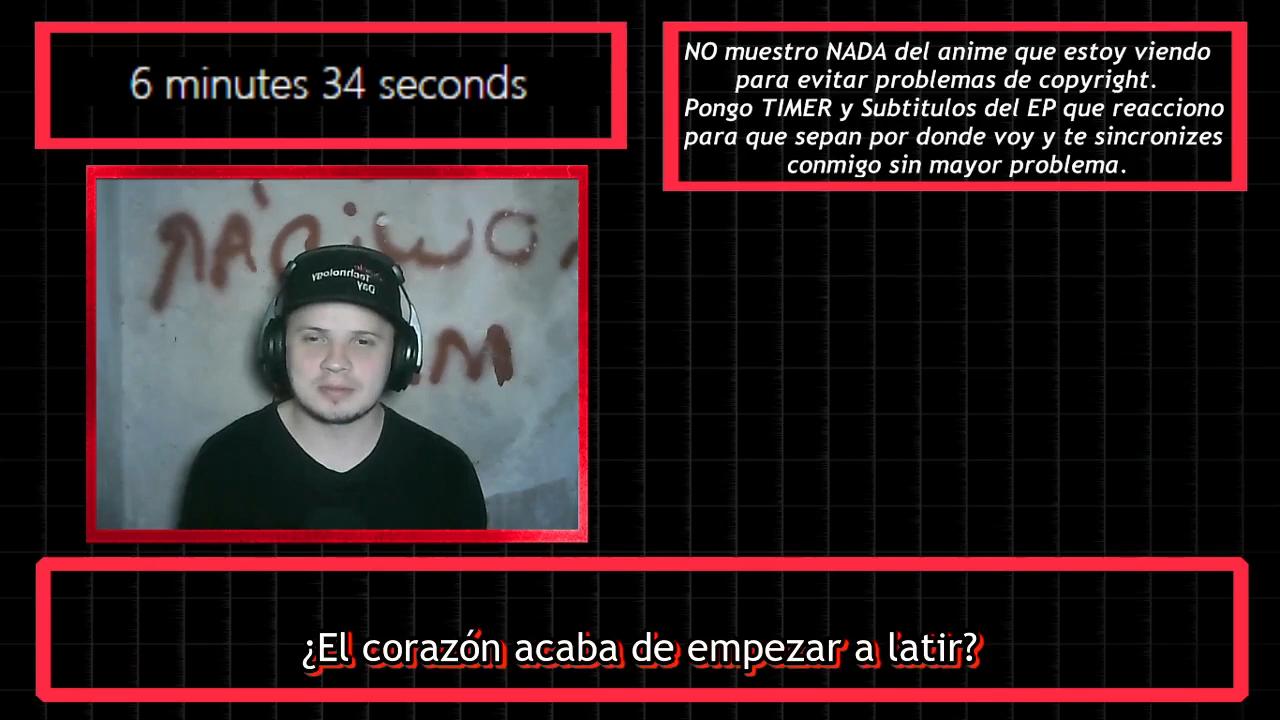 6 minutes 34 seconds
NO muestro NADA del anime que estoy viendo
para evitar problemas de copyright.
Pongo TIMER y Subtitulos del EP que reacciono
para que sepan por donde voy y te sincronizes
conmigo sin mayor problema.
Technology
Day
¿El corazón acaba de empezar a latir?